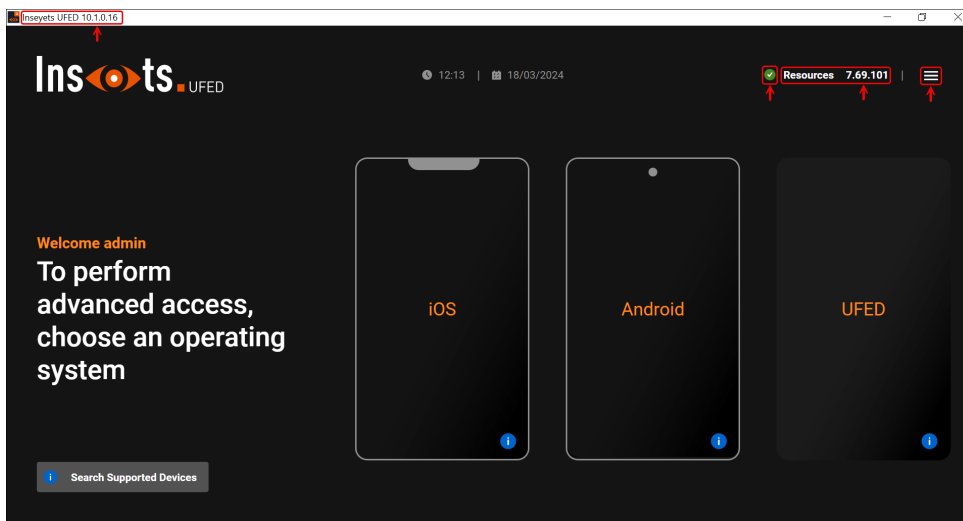 Inseyets UFED 10.1.0.16
Ins ts. UFED
12:13 | 18/03/2024
Resources 7.69.101 |
Welcome admin
To perform
advanced access,
choose an operating
system
iOS
Android
UFED
i
i
i
i Search Supported Devices